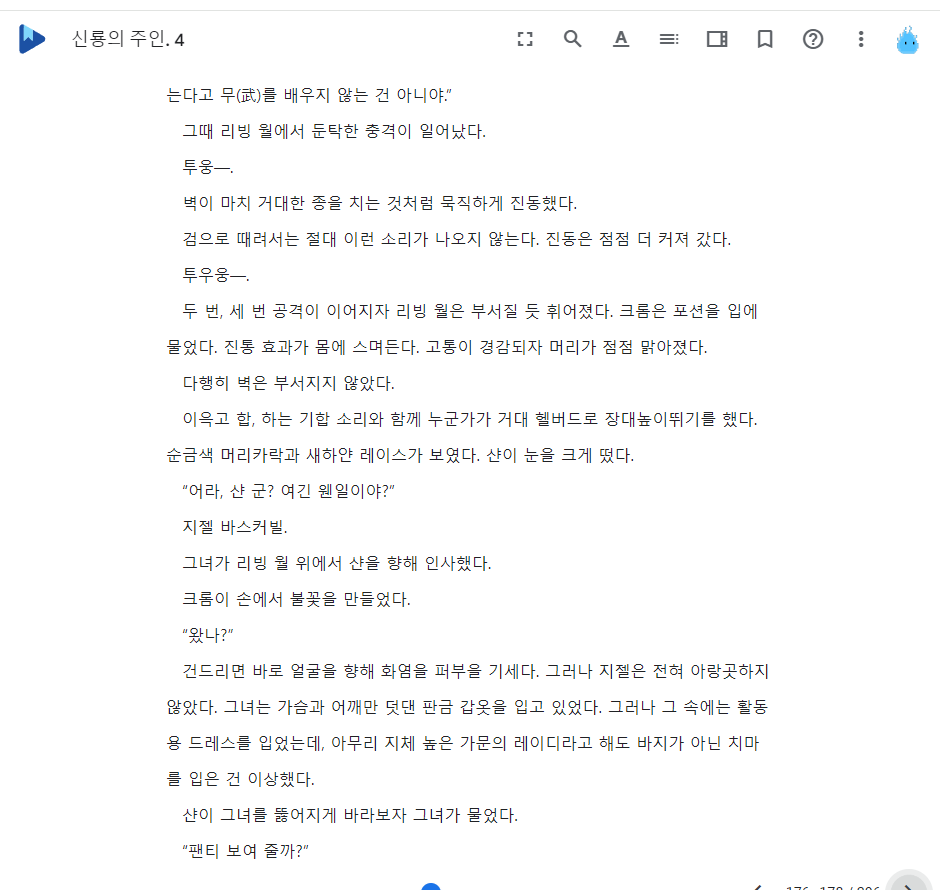 신룡의 주인. 4
는다고 무(武)를 배우지 않는 건 아니야.”
그때 리빙 월에서 둔탁한 충격이 일어났다.
투웅―.
벽이 마치 거대한 종을 치는 것처럼 묵직하게 진동했다.
검으로 때려서는 절대 이런 소리가 나오지 않는다. 진동은 점점 더 커져 갔다.
투우웅―.
두 번, 세 번 공격이 이어지자 리빙 월은 부서질 듯 휘어졌다. 크롬은 포션을 입에
물었다. 진통 효과가 몸에 스며든다. 고통이 경감되자 머리가 점점 맑아졌다.
다행히 벽은 부서지지 않았다.
이윽고 합, 하는 기합 소리와 함께 누군가가 거대 헬버드로 장대높이뛰기를 했다.
순금색 머리카락과 새하얀 레이스가 보였다. 샨이 눈을 크게 떴다.
“어라, 샨 군? 여긴 웬일이야?”
지젤 바스커빌.
그녀가 리빙 월 위에서 샨을 향해 인사했다.
크롬이 손에서 불꽃을 만들었다.
“왔나?”
건드리면 바로 얼굴을 향해 화염을 퍼부을 기세다. 그러나 지젤은 전혀 아랑곳하지
않았다. 그녀는 가슴과 어깨만 덧댄 판금 갑옷을 입고 있었다. 그러나 그 속에는 활동
용 드레스를 입었는데, 아무리 지체 높은 가문의 레이디라고 해도 바지가 아닌 치마
를 입은 건 이상했다.
샨이 그녀를 뚫어지게 바라보자 그녀가 물었다.
“팬티 보여 줄까?”